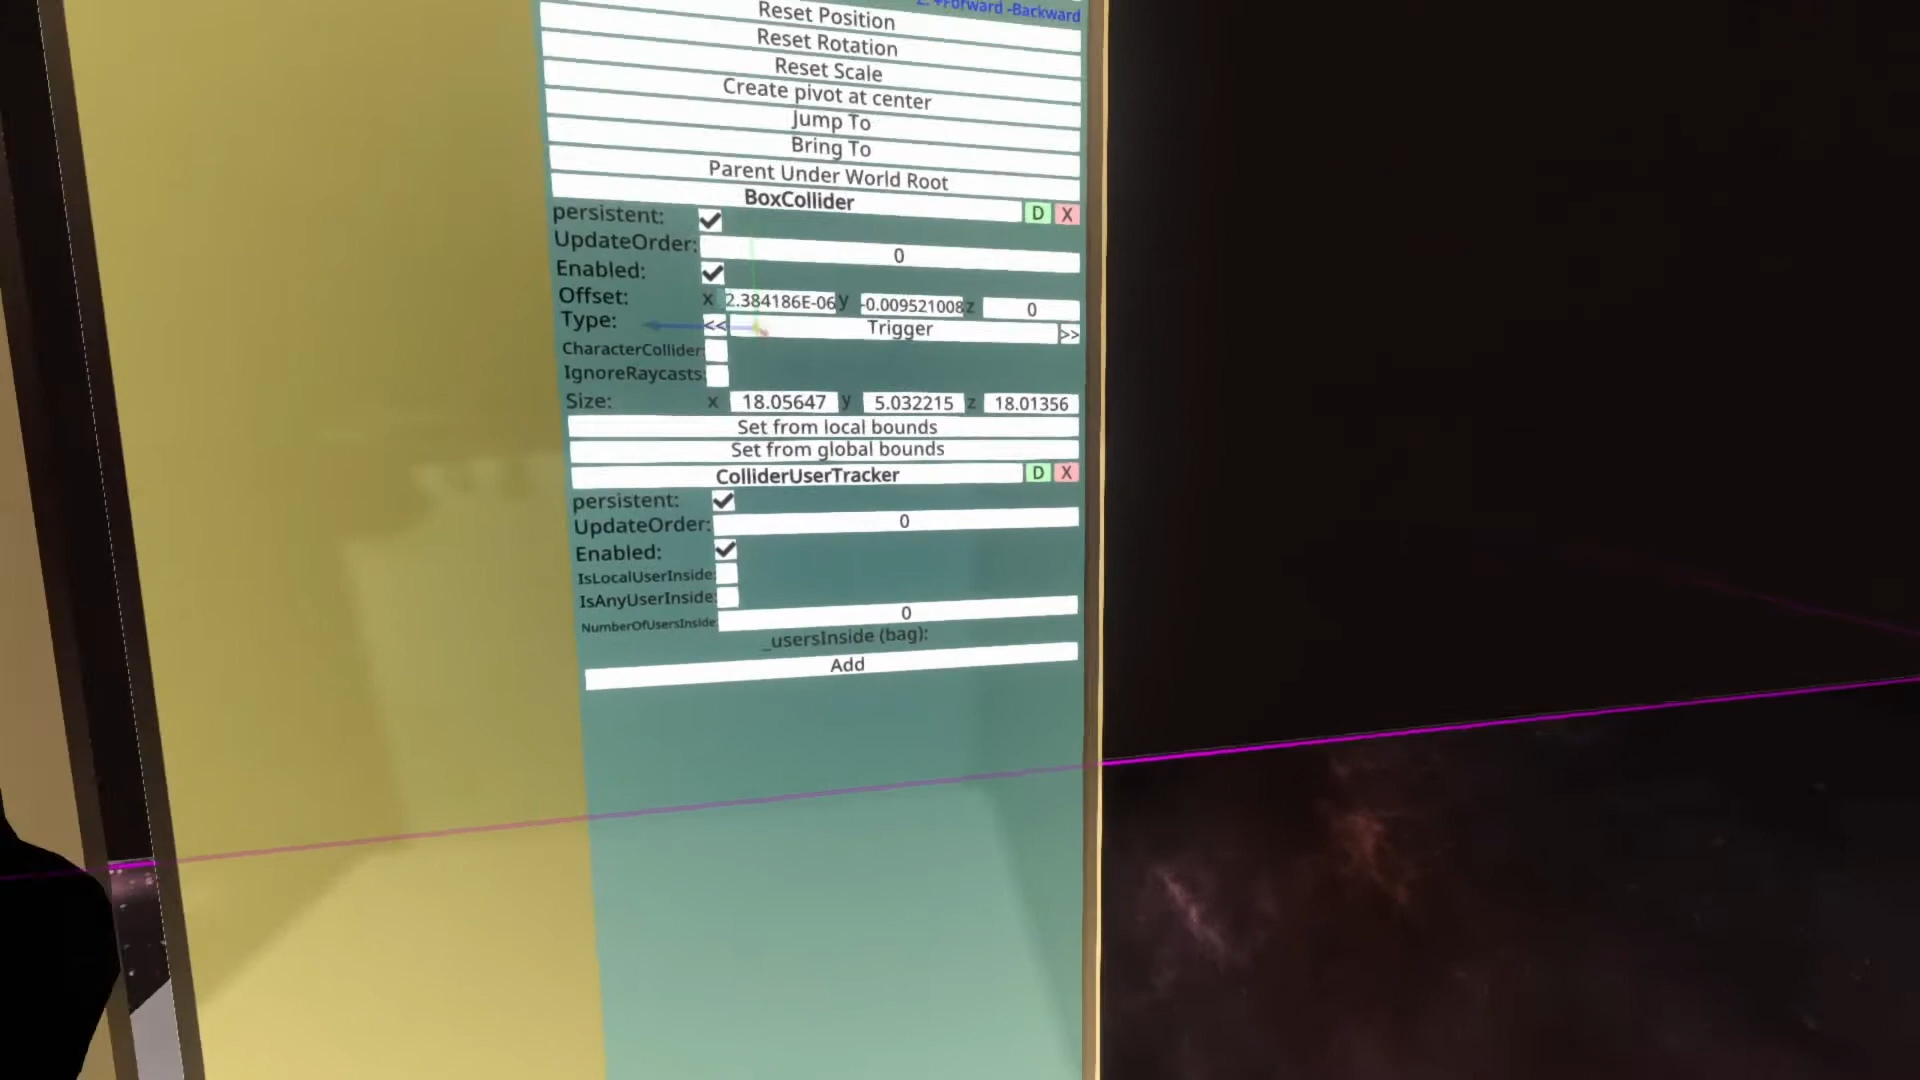 Z: +Forward -Backward
Reset Position
Reset Rotation
Reset Scale
Create pivot at center
Jump To
Bring To
Parent Under World Root
BoxCollider D X
persistent:
UpdateOrder: 0
Enabled:
Offset: x 2.384186E-06 y -0.009521008 z 0
Type: << Trigger >>
CharacterCollider:
IgnoreRaycasts:
Size: x 18.05647 y 5.032215 z 18.01356
Set from local bounds
Set from global bounds
ColliderUserTracker D X
persistent:
UpdateOrder: 0
Enabled:
IsLocalUserInside:
IsAnyUserInside:
NumberOfUsersInside: 0
_usersInside (bag):
Add